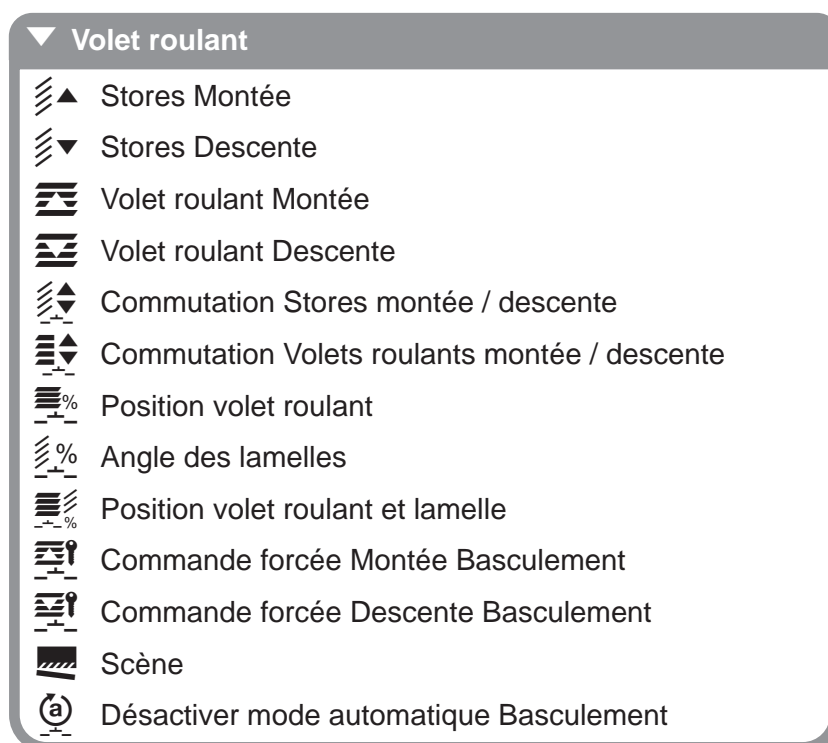 Volet roulant
Stores Montée
Stores Descente
Volet roulant Montée
Volet roulant Descente
Commutation Stores montée / descente
Commutation Volets roulants montée / descente
% Position volet roulant
% Angle des lamelles
% Position volet roulant et lamelle
Commande forcée Montée Basculement
Commande forcée Descente Basculement
Scène
a Désactiver mode automatique Basculement